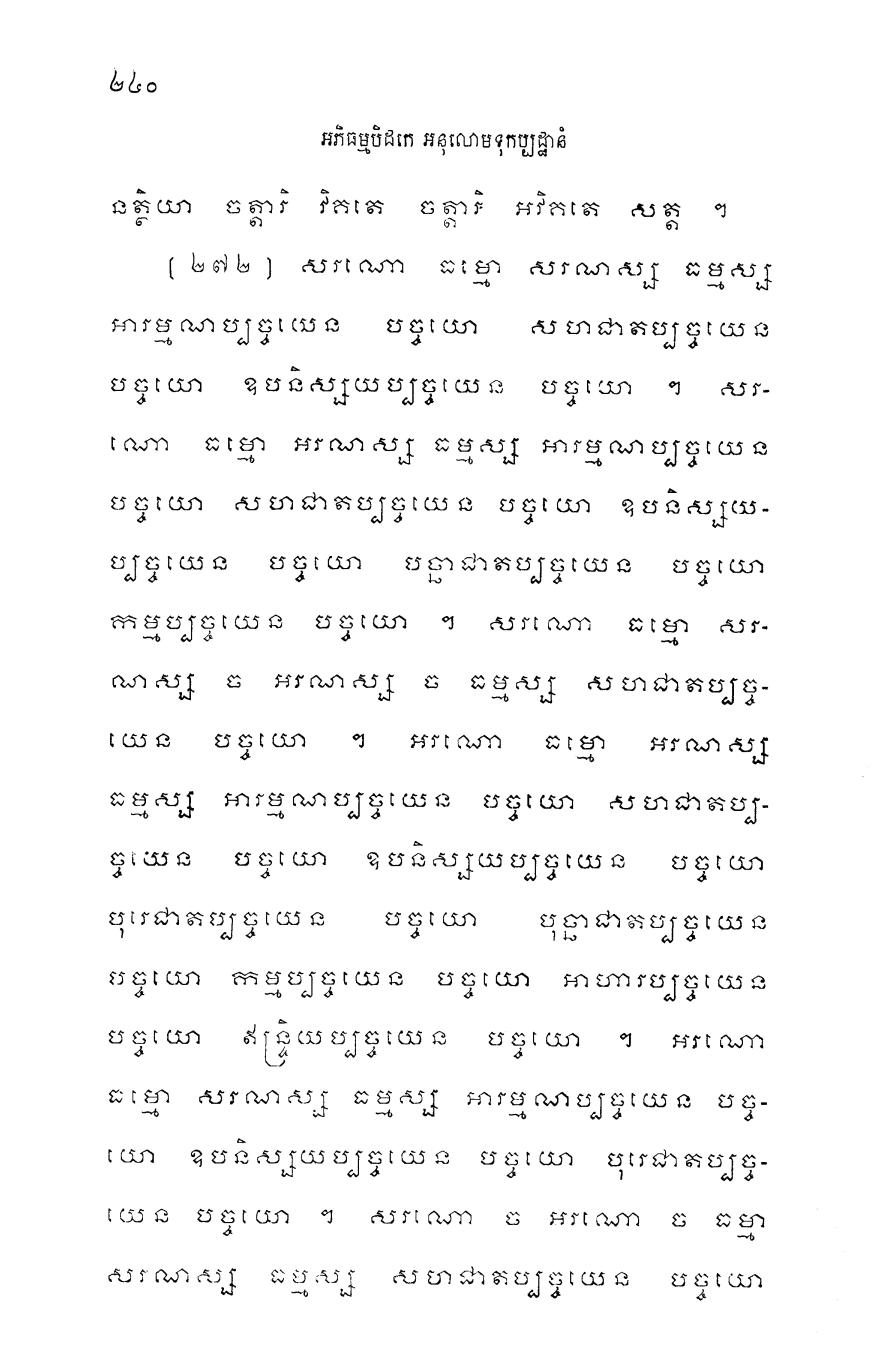 ២៤០
អភិធម្មបិដកេ អនុលោមទុកប្បដ្ឋានំ
នត្ថិយា ចត្តារិ វិគតេ ចត្តារិ អវិគតេ សត្ត ។
(២៧២) សរណោ ធម្មោ សរណស្ស ធម្មស្ស
អារម្មណប្បច្ចយេន បច្ចយោ សហជាតប្បច្ចយេន
បច្ចយោ ឧបនិស្សយប្បច្ចយេន បច្ចយោ ។ សរ-
ណោ ធម្មោ អរណស្ស ធម្មស្ស អារម្មណប្បច្ចយេន
បច្ចយោ សហជាតប្បច្ចយេន បច្ចយោ ឧបនិស្សយ-
ប្បច្ចយេន បច្ចយោ បច្ឆាជាតប្បច្ចយេន បច្ចយោ
កម្មប្បច្ចយេន បច្ចយោ ។ សរណោ ធម្មោ សរ-
ណស្ស ច អរណស្ស ច ធម្មស្ស សហជាតប្បច្ច-
យេន បច្ចយោ ។ អរណោ ធម្មោ អរណស្ស
ធម្មស្ស អារម្មណប្បច្ចយេន បច្ចយោ សហជាតប្ប-
ច្ចយេន បច្ចយោ ឧបនិស្សយប្បច្ចយេន បច្ចយោ
បុរេជាតប្បច្ចយេន បច្ចយោ បុច្ឆាជាតប្បច្ចយេន
បច្ចយោ កម្មប្បច្ចយេន បច្ចយោ អាហារប្បច្ចយេន
បច្ចយោ ឥន្ទ្រិយប្បច្ចយេន បច្ចយោ ។ អរណោ
ធម្មោ សរណស្ស ធម្មស្ស អារម្មណប្បច្ចយេន បច្ច-
យោ ឧបនិស្សយប្បច្ចយេន បច្ចយោ បុរេជាតប្បច្ច-
យេន បច្ចយោ ។ សរណោ ច អរណោ ច ធម្មា
សរណស្ស ធម្មស្ស សហជាតប្បច្ចយេន បច្ចយោ